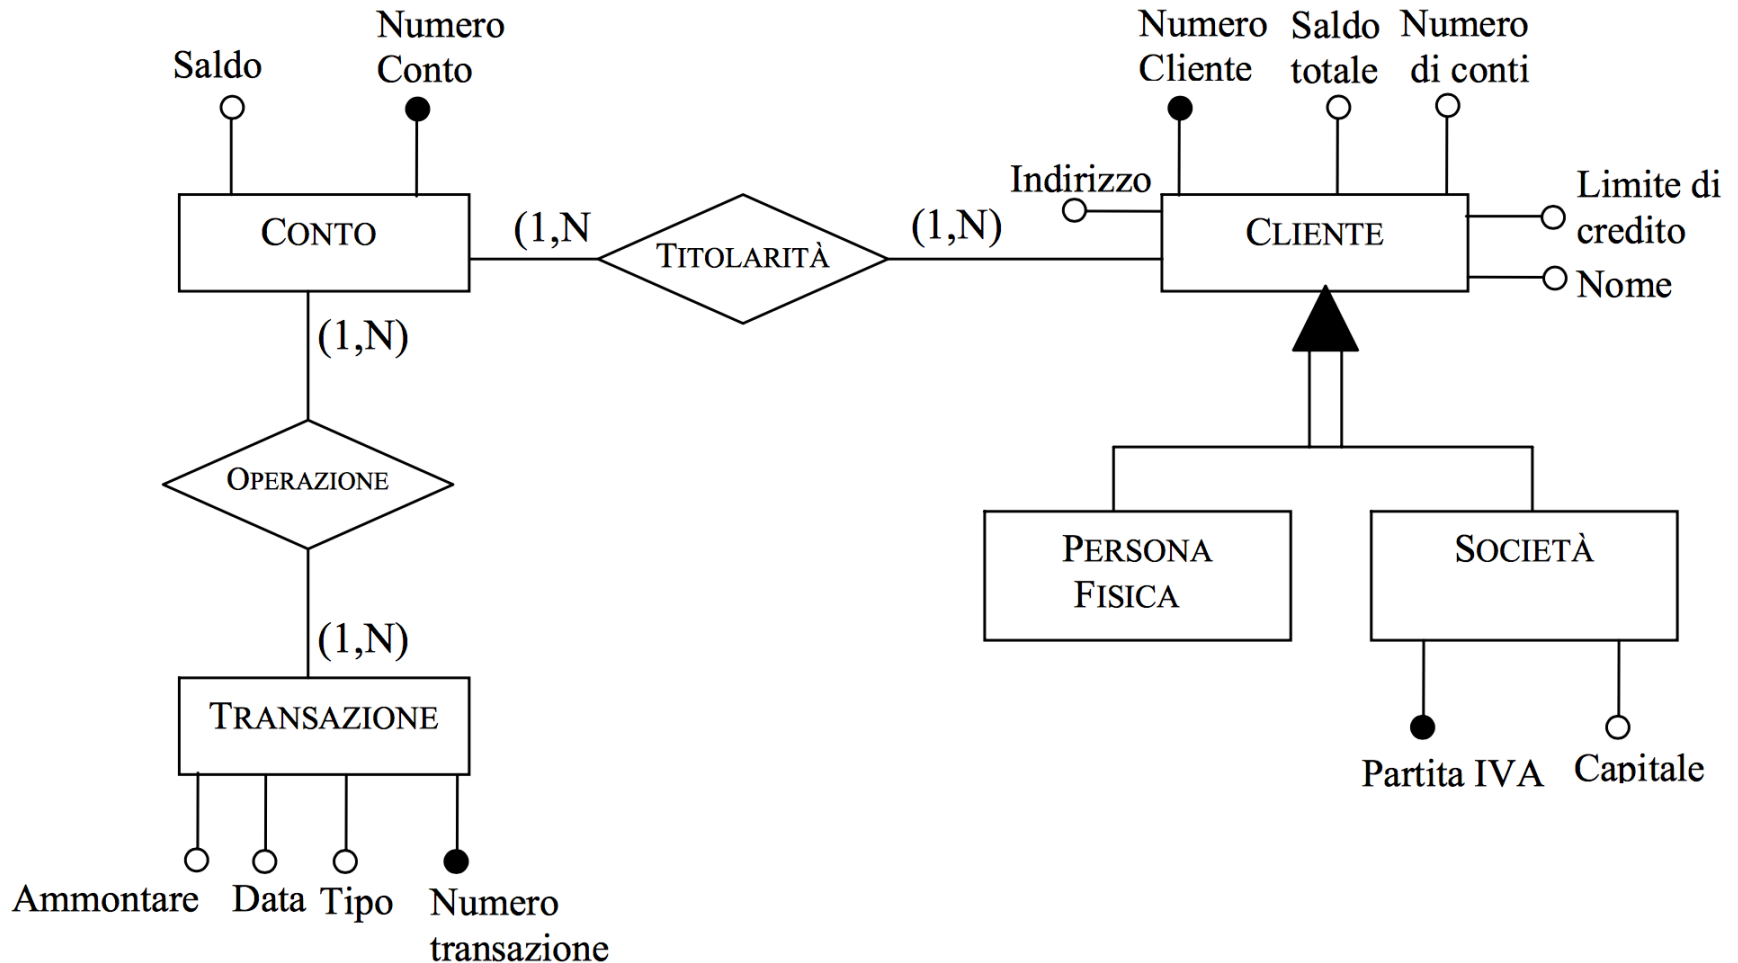 Saldo
Numero
Conto
Numero
Cliente
Saldo
totale
Numero
di conti
Indirizzo
Limite di
credito
Nome
CONTO
(1,N
TITOLARITÀ
(1,N)
CLIENTE
(1,N)
OPERAZIONE
(1,N)
PERSONA
FISICA
SOCIETÀ
TRANSAZIONE
Partita IVA
Capitale
Ammontare
Data
Tipo
Numero
transazione